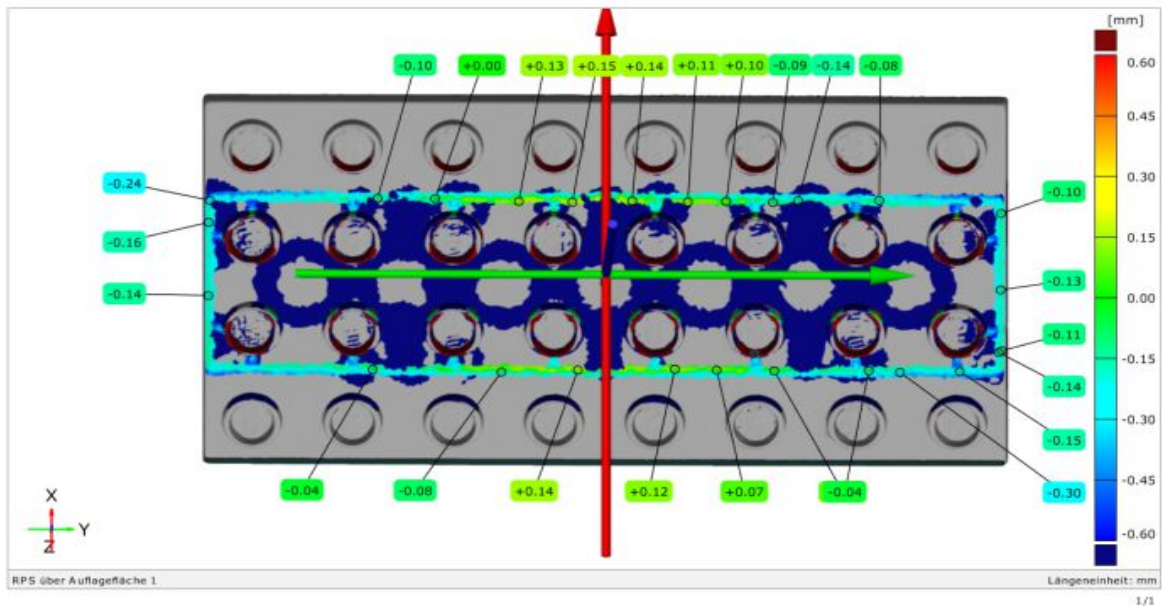 [mm]
-0.10 +0.00 +0.13 +0.15 +0.14 +0.11 +0.10 -0.09 -0.14 -0.08
0.60
0.45
0.30
0.15
0.00
-0.15
-0.30
-0.45
-0.60
-0.24
-0.16
-0.14
-0.10
-0.13
-0.11
-0.14
-0.15
-0.30
-0.04 -0.08 +0.14 +0.12 +0.07 -0.04
X
Y
Z
RPS über Auflagefläche 1
Längeneinheit: mm
1/1